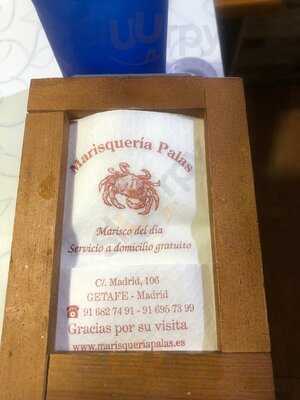 Marisquería Palas
Marisco del día
Servicio a domicilio gratuito
C/. Madrid, 106
GETAFE - Madrid
☎ 91 682 74 91 - 91 695 73 99
Gracias por su visita
www.marisqueriapalas.es